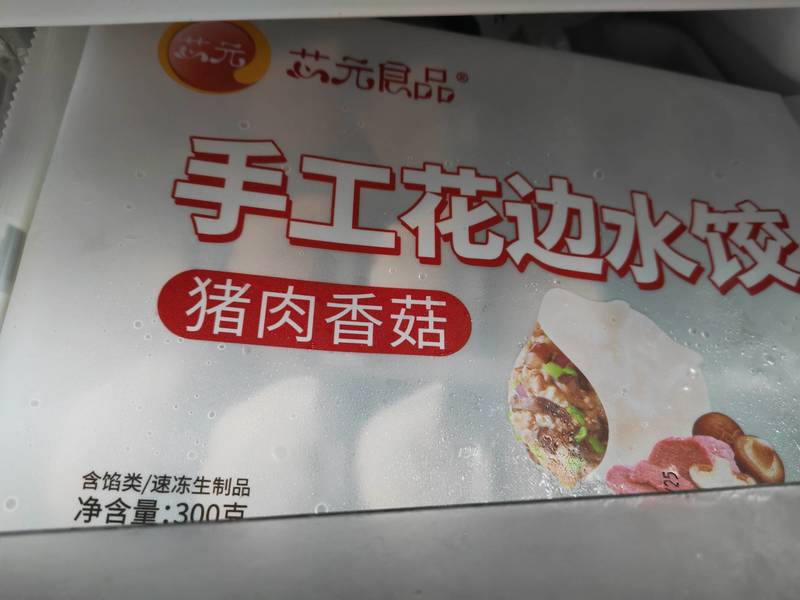 芯元
芯元食品®
手工花边水饺
猪肉香菇
含馅类/速冻生制品
净含量:300克
/25